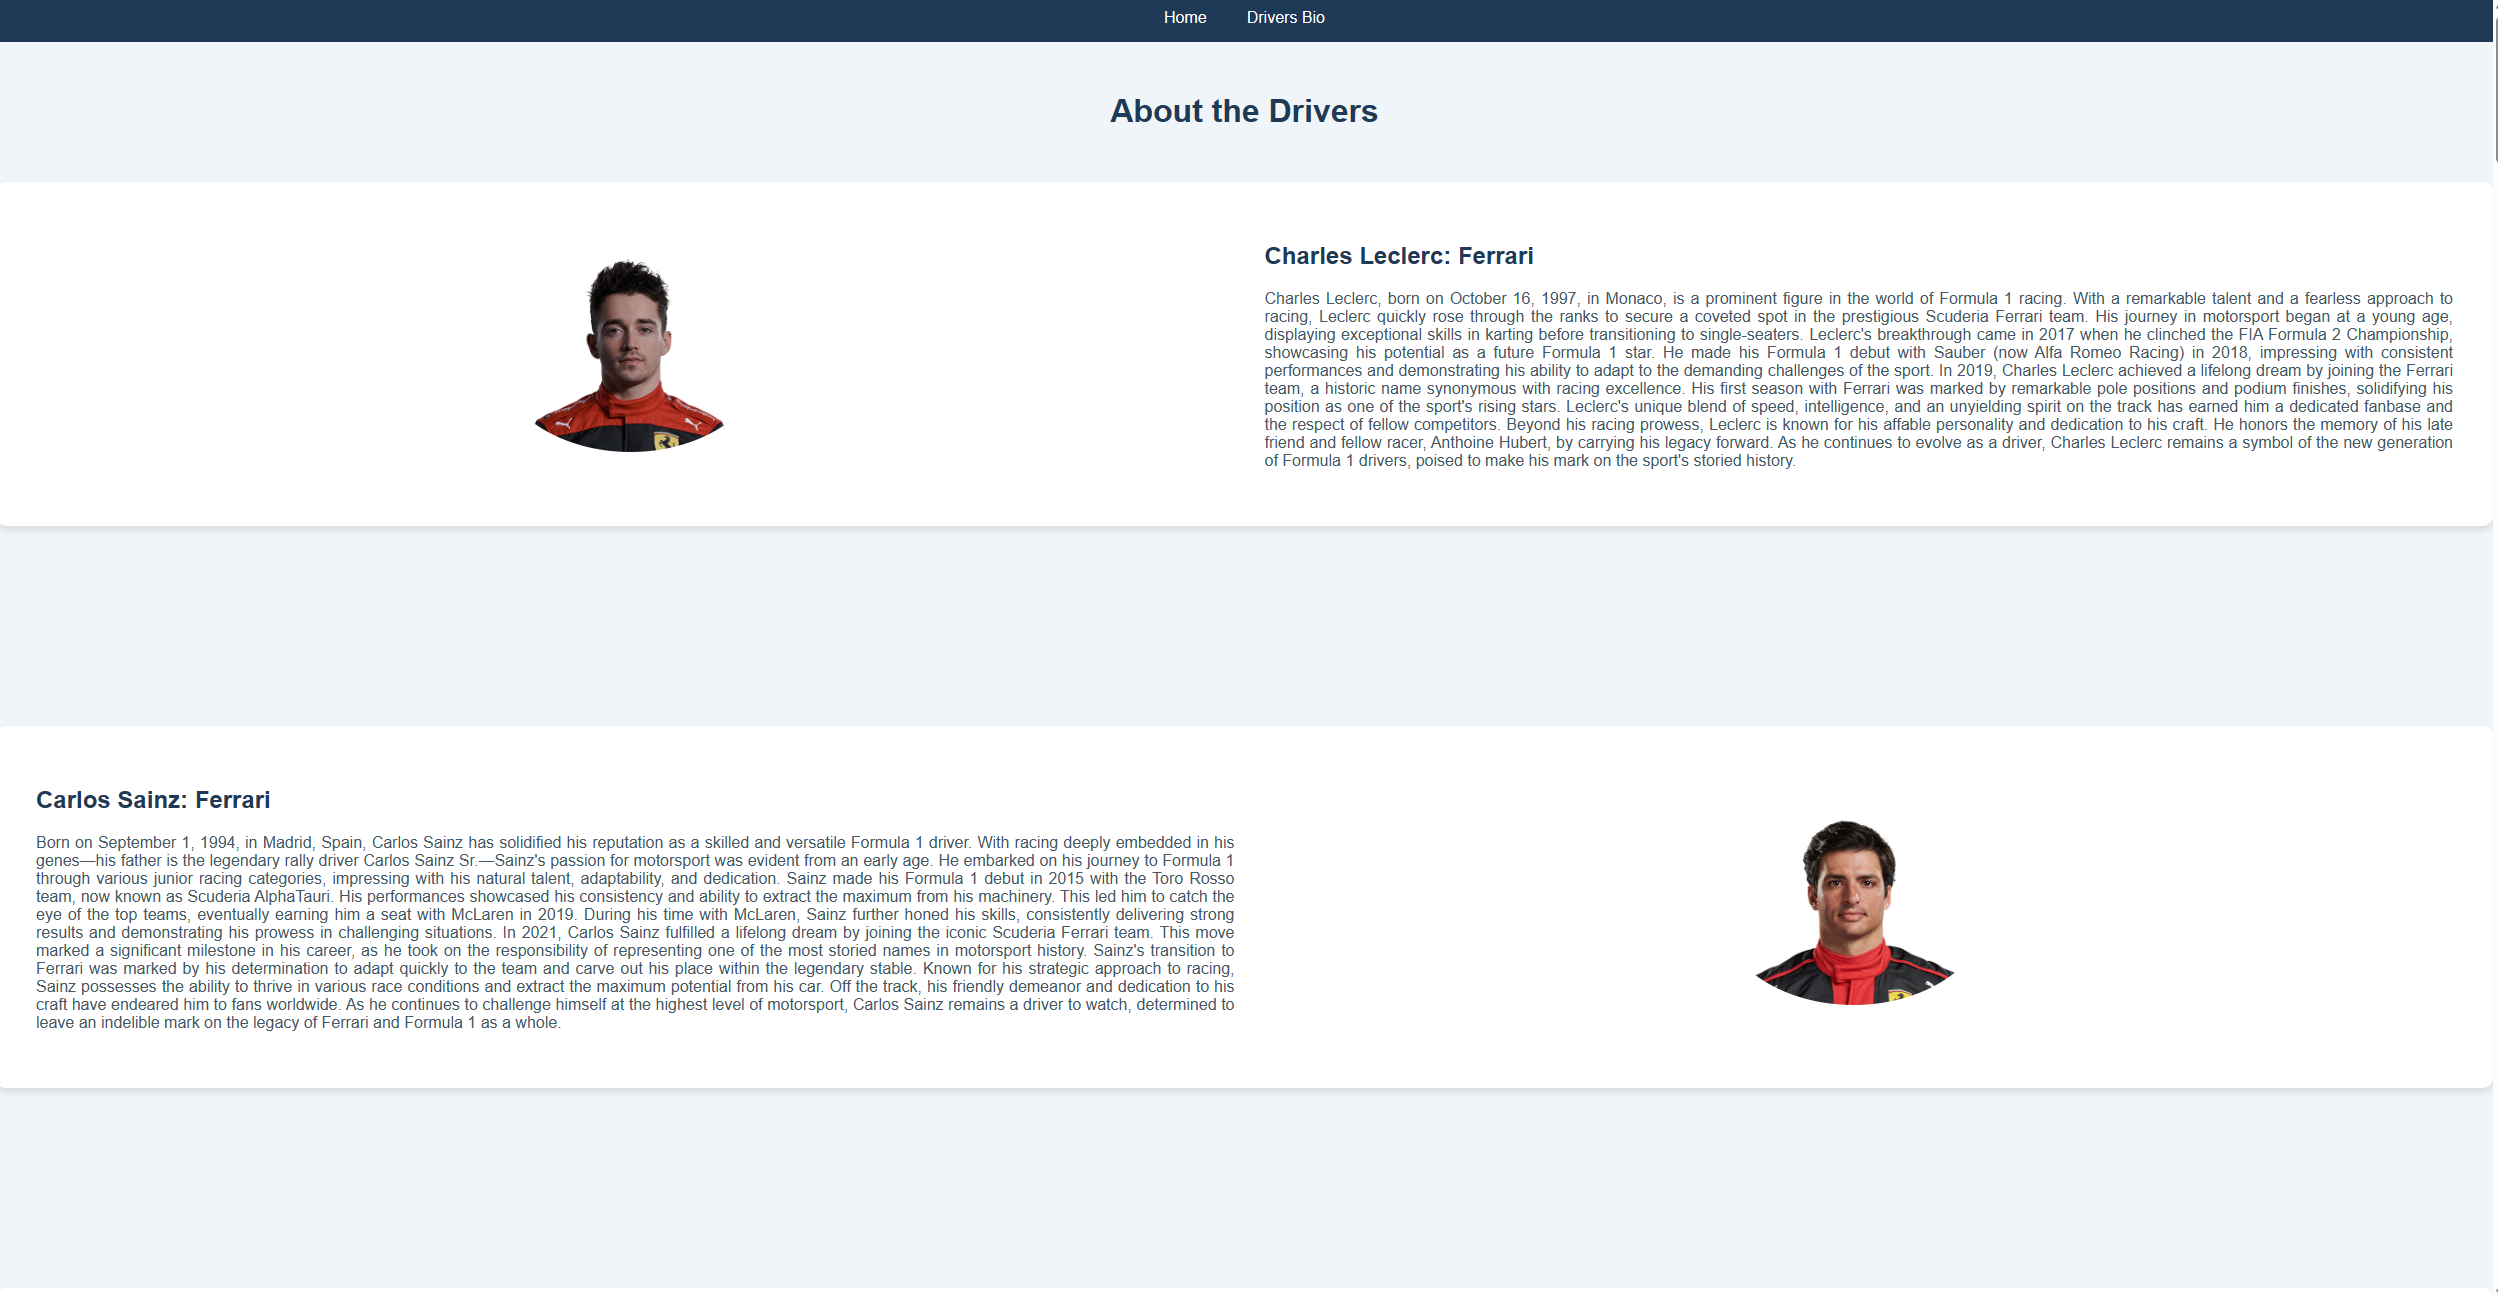 Home Drivers Bio
About the Drivers
Charles Leclerc: Ferrari
Charles Leclerc, born on October 16, 1997, in Monaco, is a prominent figure in the world of Formula 1 racing. With a remarkable talent and a fearless approach to
racing, Leclerc quickly rose through the ranks to secure a coveted spot in the prestigious Scuderia Ferrari team. His journey in motorsport began at a young age,
displaying exceptional skills in karting before transitioning to single-seaters. Leclerc's breakthrough came in 2017 when he clinched the FIA Formula 2 Championship,
showcasing his potential as a future Formula 1 star. He made his Formula 1 debut with Sauber (now Alfa Romeo Racing) in 2018, impressing with consistent
performances and demonstrating his ability to adapt to the demanding challenges of the sport. In 2019, Charles Leclerc achieved a lifelong dream by joining the Ferrari
team, a historic name synonymous with racing excellence. His first season with Ferrari was marked by remarkable pole positions and podium finishes, solidifying his
position as one of the sport's rising stars. Leclerc's unique blend of speed, intelligence, and an unyielding spirit on the track has earned him a dedicated fanbase and
the respect of fellow competitors. Beyond his racing prowess, Leclerc is known for his affable personality and dedication to his craft. He honors the memory of his late
friend and fellow racer, Anthoine Hubert, by carrying his legacy forward. As he continues to evolve as a driver, Charles Leclerc remains a symbol of the new generation
of Formula 1 drivers, poised to make his mark on the sport's storied history.
Carlos Sainz: Ferrari
Born on September 1, 1994, in Madrid, Spain, Carlos Sainz has solidified his reputation as a skilled and versatile Formula 1 driver. With racing deeply embedded in his
genes—his father is the legendary rally driver Carlos Sainz Sr.—Sainz's passion for motorsport was evident from an early age. He embarked on his journey to Formula 1
through various junior racing categories, impressing with his natural talent, adaptability, and dedication. Sainz made his Formula 1 debut in 2015 with the Toro Rosso
team, now known as Scuderia AlphaTauri. His performances showcased his consistency and ability to extract the maximum from his machinery. This led him to catch the
eye of the top teams, eventually earning him a seat with McLaren in 2019. During his time with McLaren, Sainz further honed his skills, consistently delivering strong
results and demonstrating his prowess in challenging situations. In 2021, Carlos Sainz fulfilled a lifelong dream by joining the iconic Scuderia Ferrari team. This move
marked a significant milestone in his career, as he took on the responsibility of representing one of the most storied names in motorsport history. Sainz's transition to
Ferrari was marked by his determination to adapt quickly to the team and carve out his place within the legendary stable. Known for his strategic approach to racing,
Sainz possesses the ability to thrive in various race conditions and extract the maximum potential from his car. Off the track, his friendly demeanor and dedication to his
craft have endeared him to fans worldwide. As he continues to challenge himself at the highest level of motorsport, Carlos Sainz remains a driver to watch, determined to
leave an indelible mark on the legacy of Ferrari and Formula 1 as a whole.